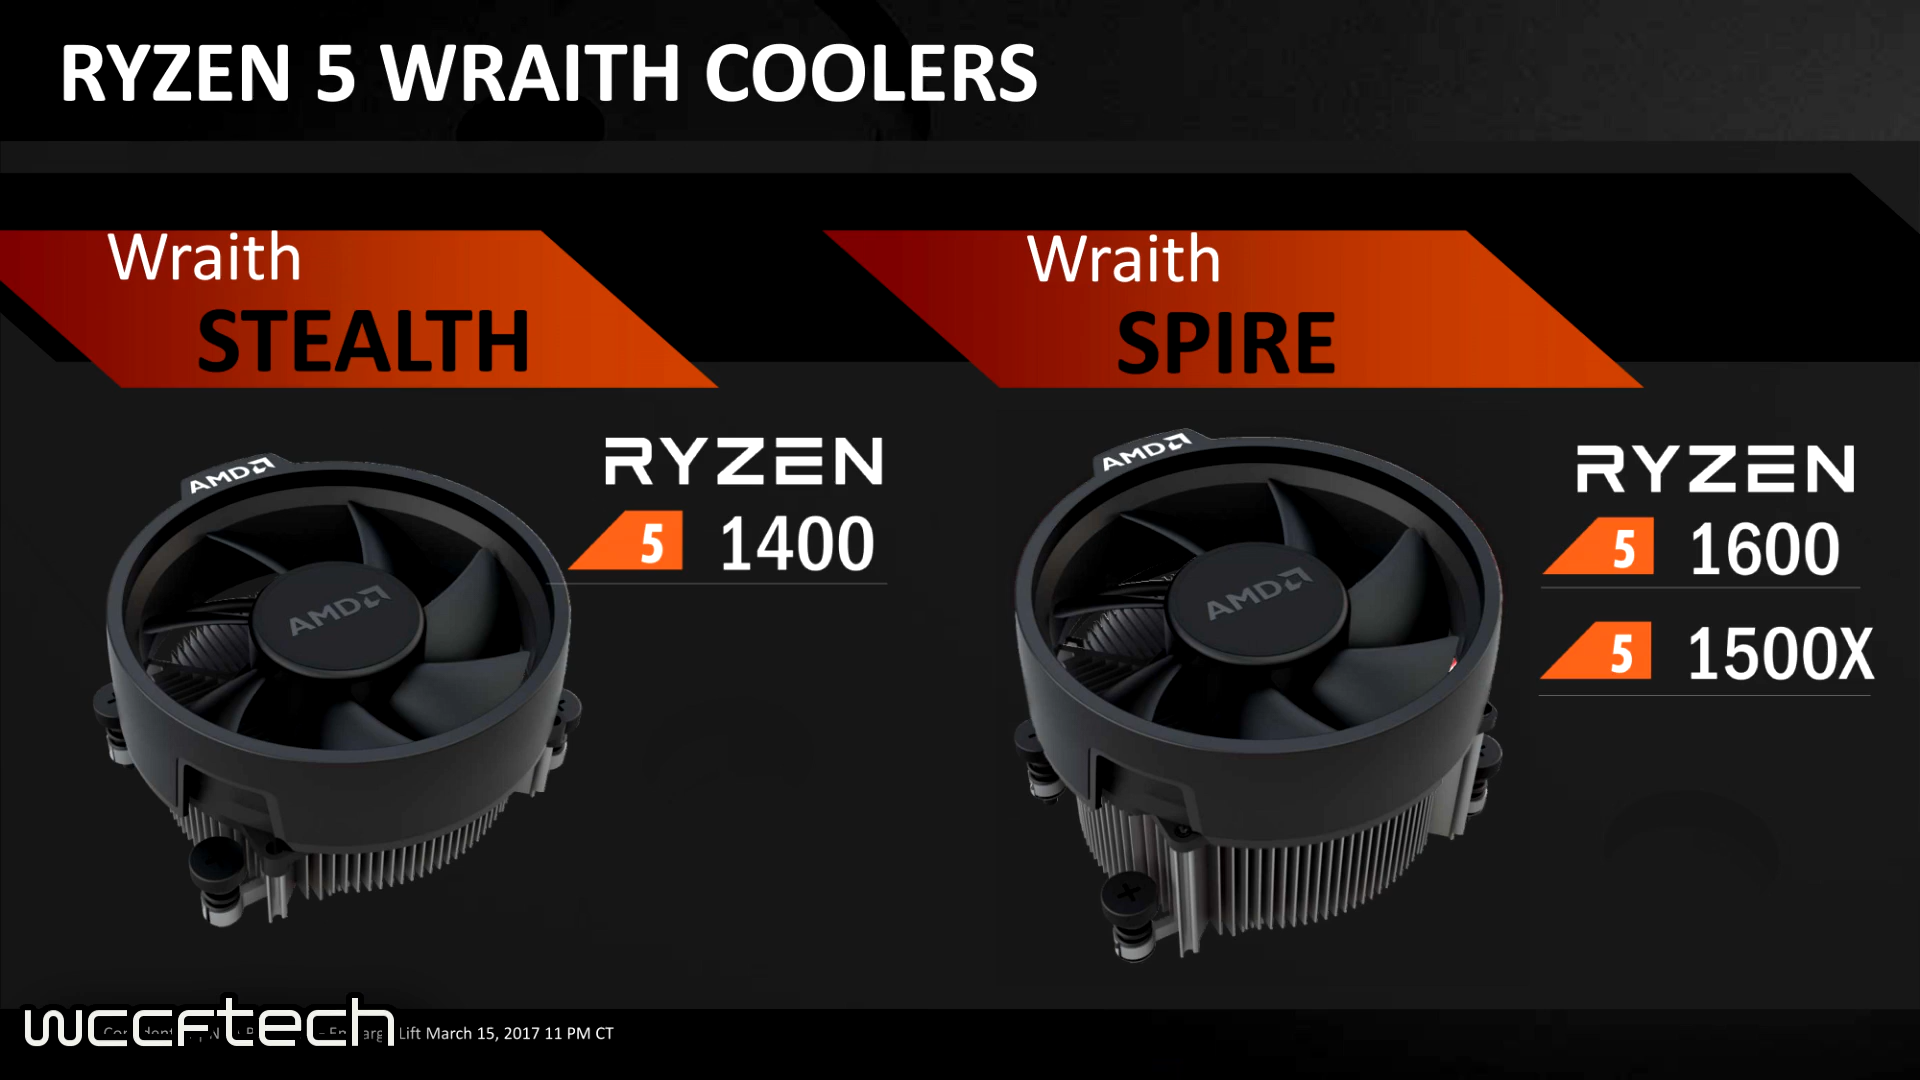 RYZEN 5 WRAITH COOLERS
Wraith
STEALTH
Wraith
SPIRE
AMD
AMD
RYZEN
5 1400
AMD
AMD
RYZEN
5 1600
5 1500X
wccftech
Lift March 15, 2017 11 PM CT